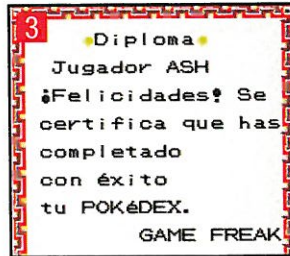 3
Diploma
Jugador ASH
¡Felicidades! Se
certifica que has
completado
con éxito
tu POKéDEX.
GAME FREAK